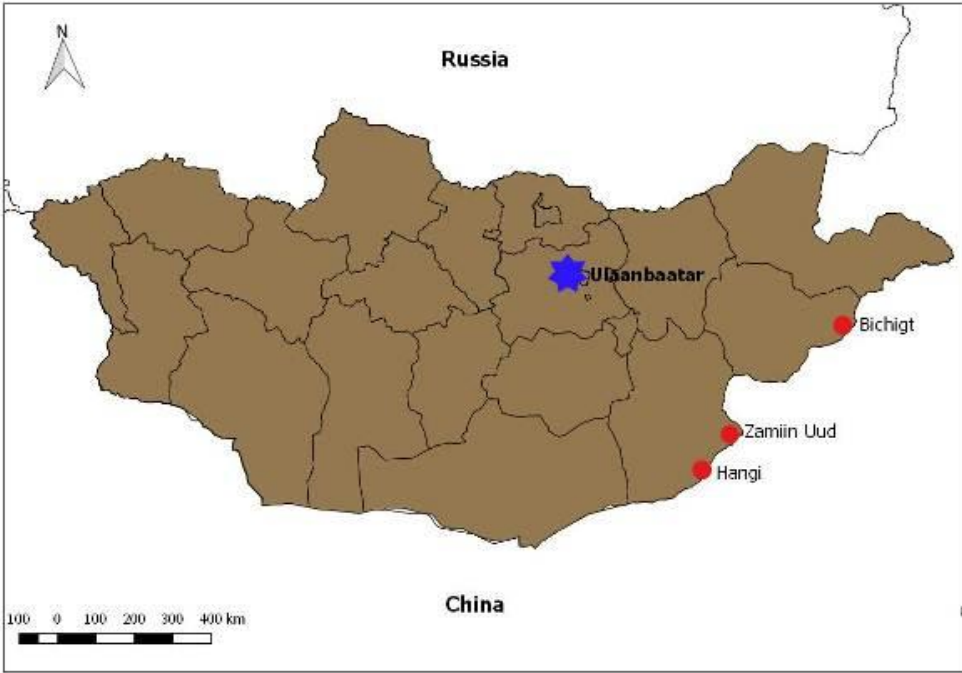 N
Russia
Ulaanbaatar
Bichigt
Zamiin Uud
Hangi
China
100 0 100 200 300 400 km